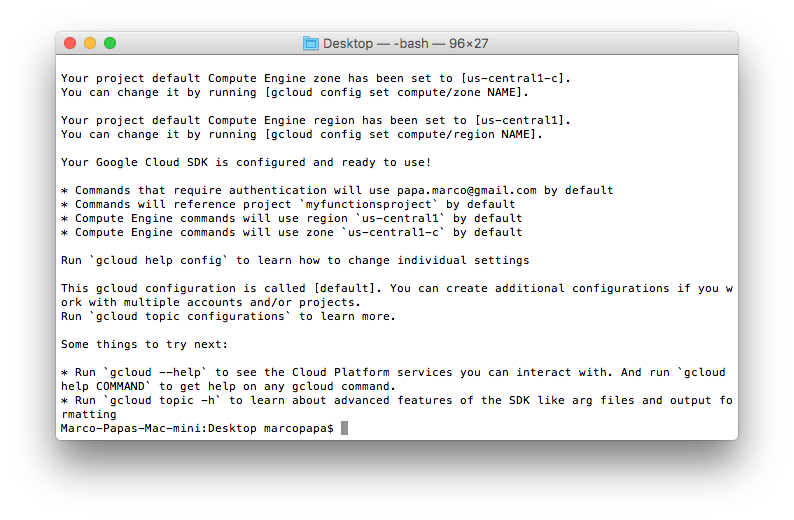 Desktop — -bash — 96×27
Your project default Compute Engine zone has been set to [us-central1-c].
You can change it by running [gcloud config set compute/zone NAME].
Your project default Compute Engine region has been set to [us-central1].
You can change it by running [gcloud config set compute/region NAME].
Your Google Cloud SDK is configured and ready to use!
* Commands that require authentication will use papa.marco@gmail.com by default
* Commands will reference project `myfunctionsproject` by default
* Compute Engine commands will use region `us-central1` by default
* Compute Engine commands will use zone `us-central1-c` by default
Run `gcloud help config` to learn how to change individual settings
This gcloud configuration is called [default]. You can create additional configurations if you w
ork with multiple accounts and/or projects.
Run `gcloud topic configurations` to learn more.
Some things to try next:
* Run `gcloud --help` to see the Cloud Platform services you can interact with. And run `gcloud
help COMMAND` to get help on any gcloud command.
* Run `gcloud topic -h` to learn about advanced features of the SDK like arg files and output fo
rmatting
Marco-Papas-Mac-mini:Desktop marcopapa$